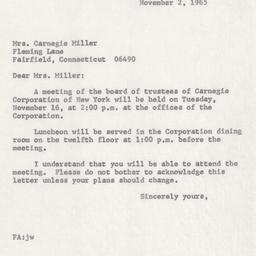 November 2, 1965
Mrs. Carnegie Miller
Fleming Lane
Fairfield, Connecticut 06490
Dear Mrs. Miller:
A meeting of the board of trustees of Carnegie
Corporation of New York will be held on Tuesday,
November 16, at 2:00 p.m. at the offices of the
Corporation.
Luncheon will be served in the Corporation dining
room on the twelfth floor at 1:00 p.m. before the
meeting.
I understand that you will be able to attend the
meeting. Please do not bother to acknowledge this
letter unless your plans should change.
Sincerely yours,
FA:jw